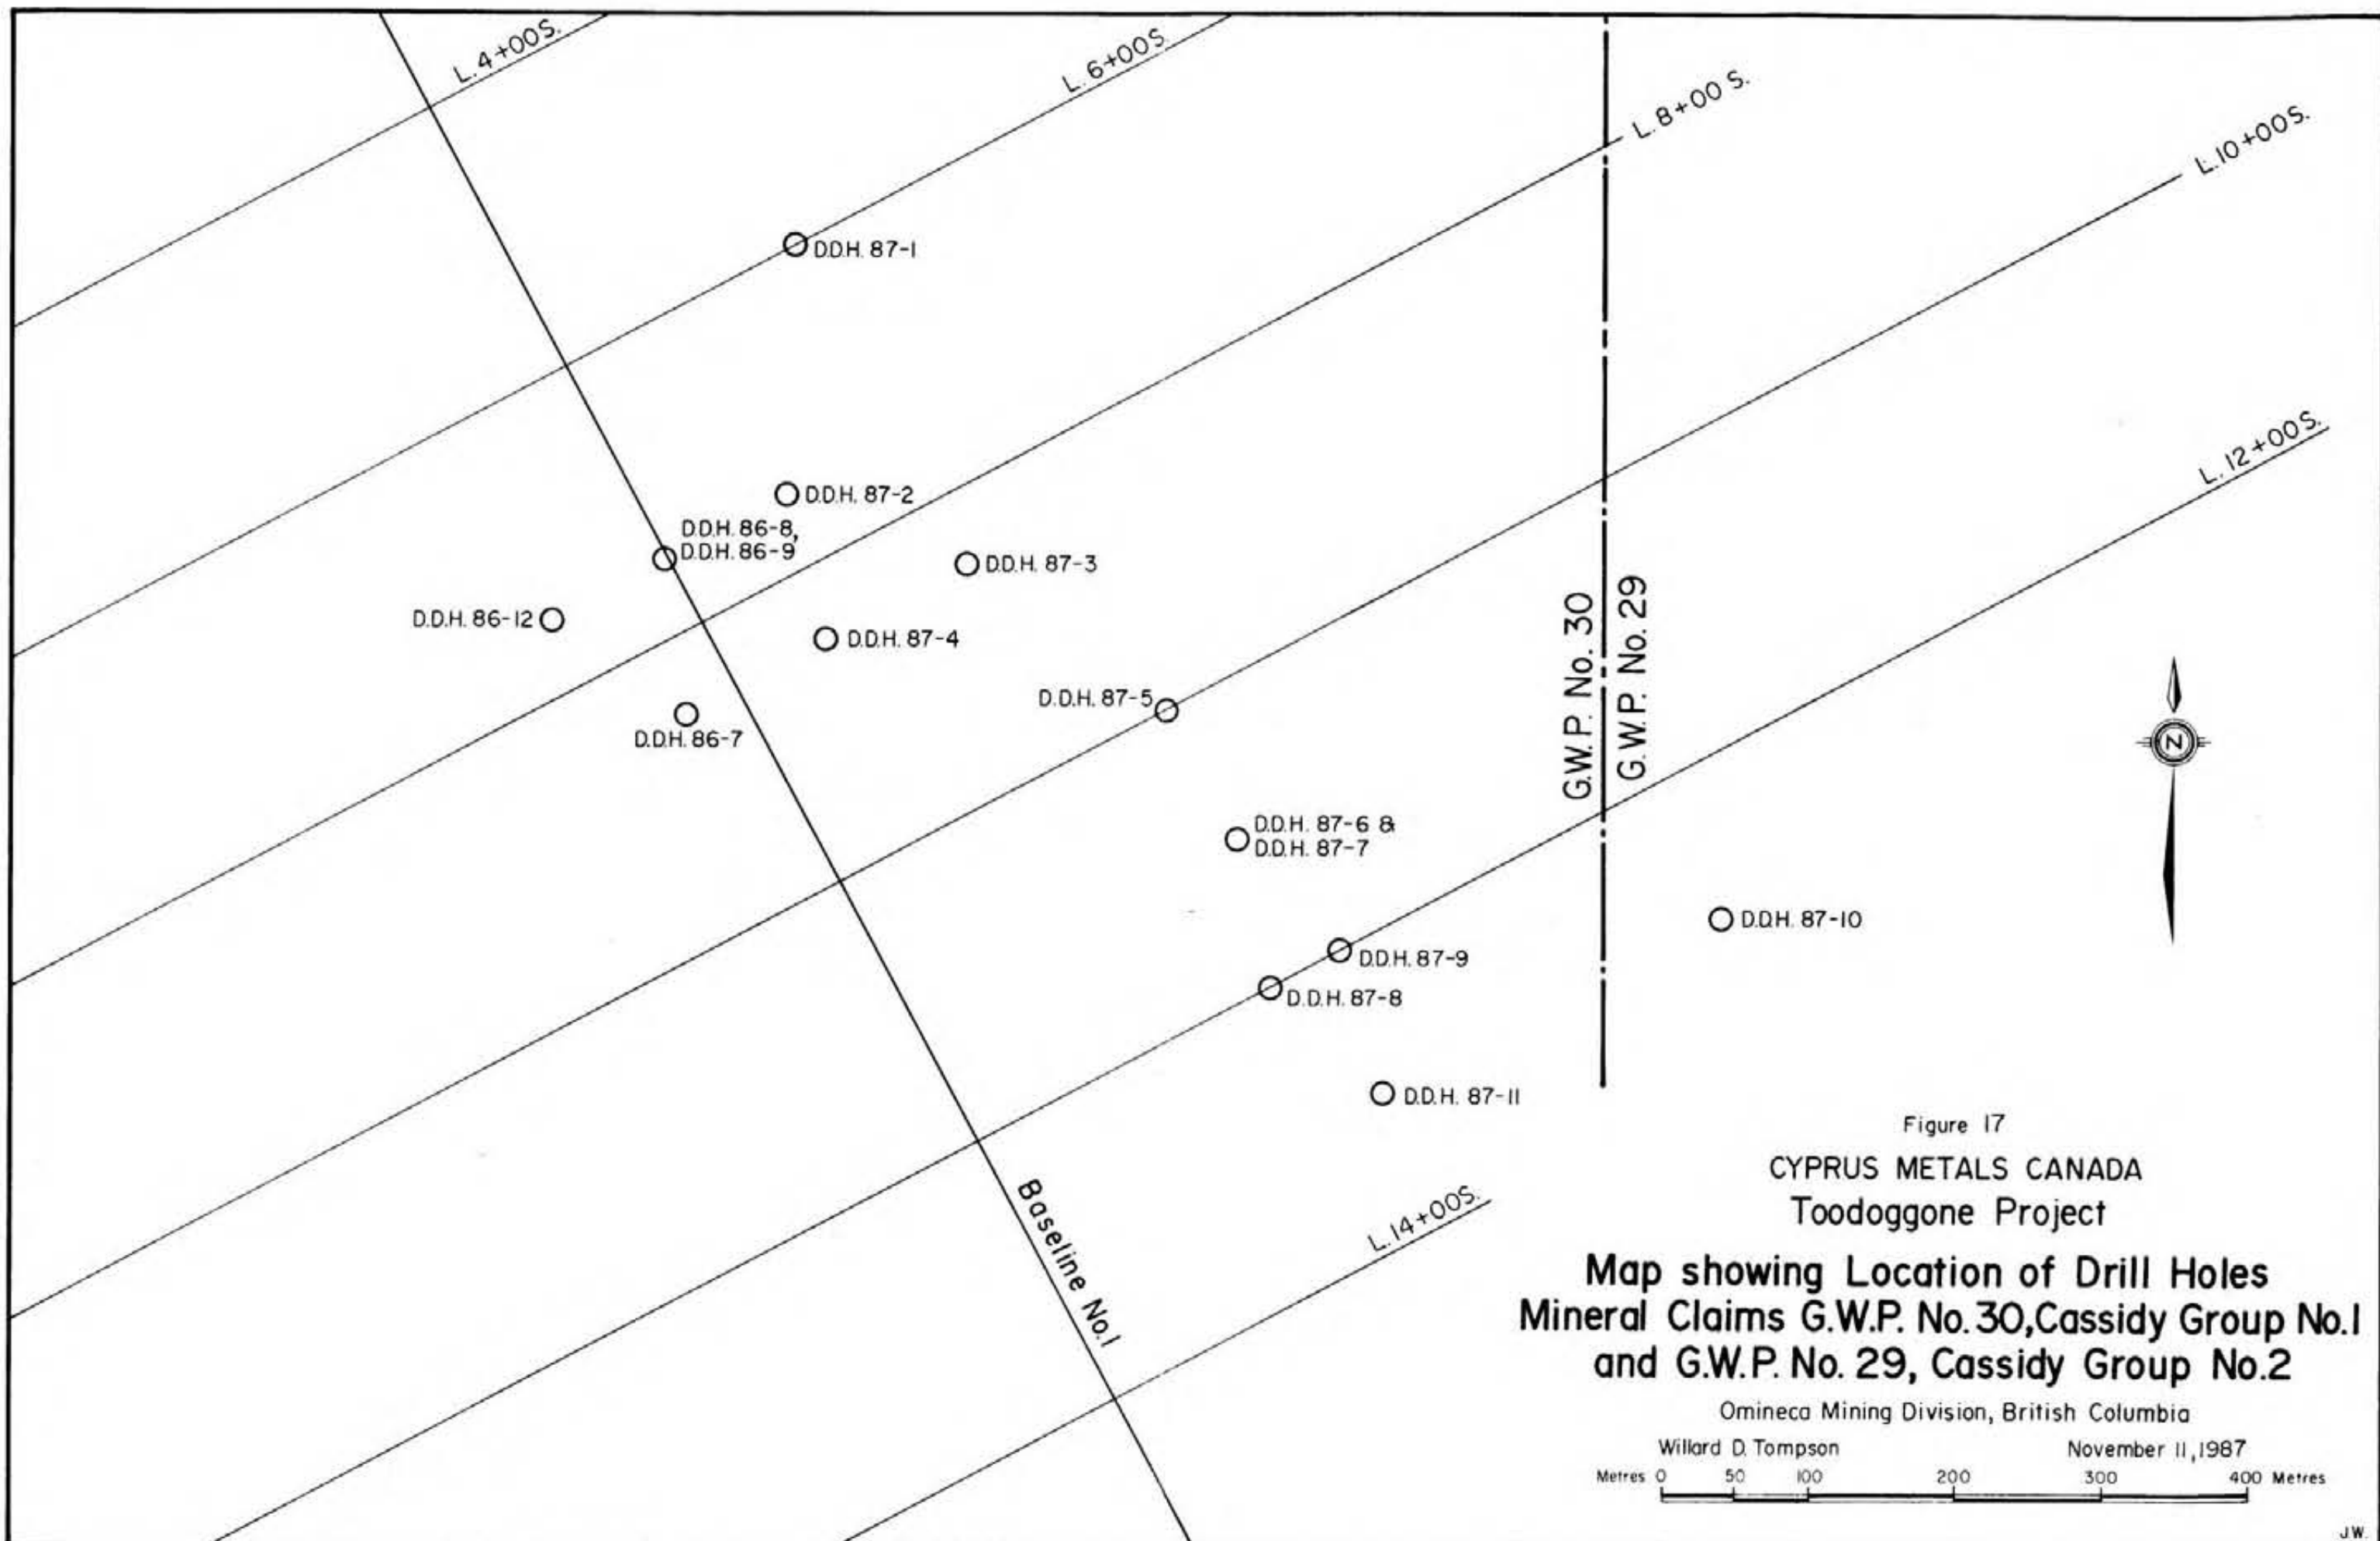 L. 4+00S.
L. 6+00S.
L. 8+00 S.
L.10+00S.
L. 12+00S.
D.D.H. 87-1
D.D.H. 87-2
D.D.H. 86-8,
D.D.H. 86-9
D.D.H. 87-3
D.D.H. 86-12
D.D.H. 87-4
D.D.H. 87-5
D.D.H. 86-7
G.W.P. No. 30
G.W.P. No. 29
N
D.D.H. 87-6 &
D.D.H. 87-7
D.D.H. 87-10
D.D.H. 87-9
D.D.H. 87-8
D.D.H. 87-11
Baseline No.1
L.14+00S.
Figure 17
CYPRUS METALS CANADA
Toodoggone Project
Map showing Location of Drill Holes
Mineral Claims G.W.P. No.30,Cassidy Group No.1
and G.W.P. No. 29, Cassidy Group No.2
Omineca Mining Division, British Columbia
Willard D. Tompson November 11,1987
Metres 0 50 100 200 300 400 Metres
J.W.